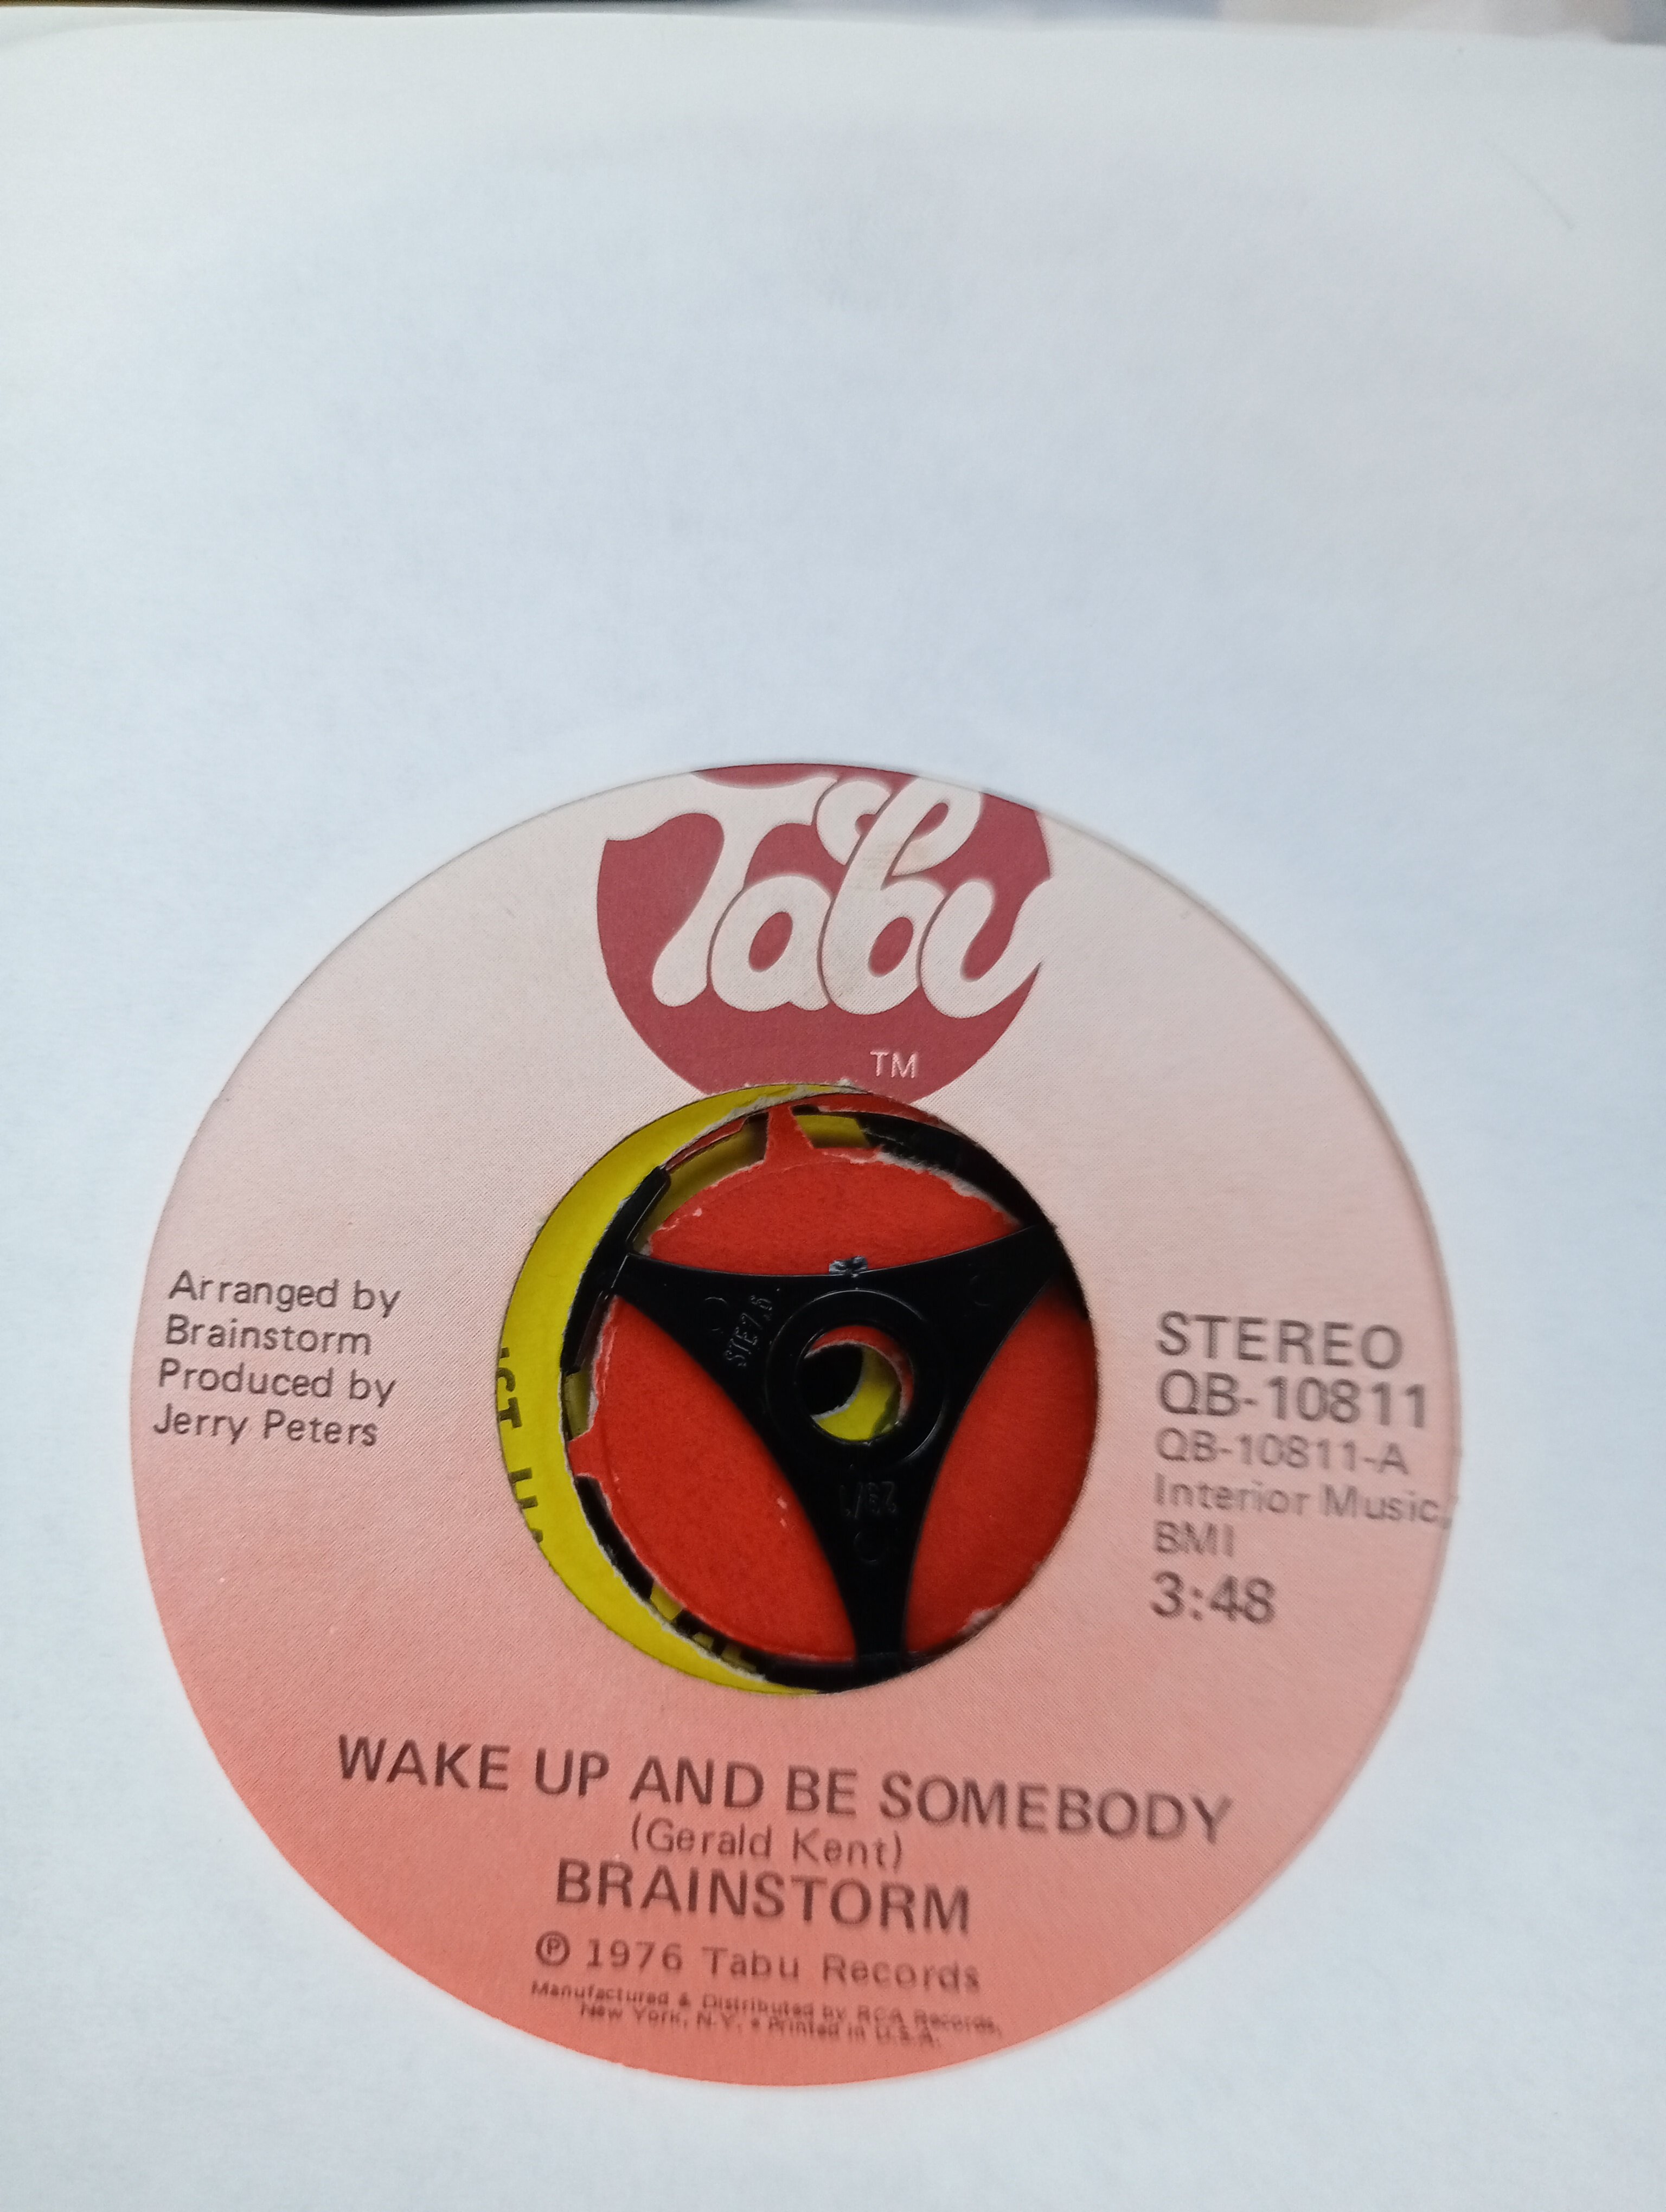 Tabu
TM
Arranged by
Brainstorm
Produced by
Jerry Peters
STEREO
QB-10811
QB-10811-A
Interior Music,
BMI
3:48
WAKE UP AND BE SOMEBODY
(Gerald Kent)
BRAINSTORM
℗ 1976 Tabu Records
Manufactured & Distributed by RCA Records,
New York, N.Y. • Printed in U.S.A.